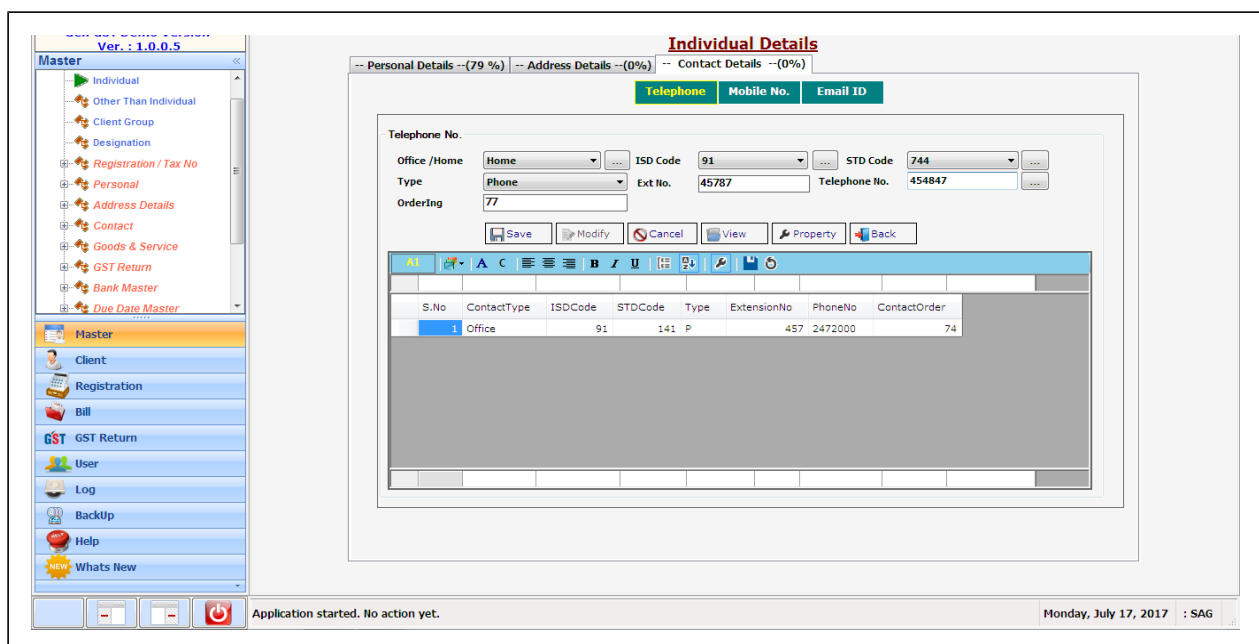 Gen GST Demo Version
Ver. : 1.0.0.5
Master
Individual
Other Than Individual
Client Group
Designation
Registration / Tax No
Personal
Address Details
Contact
Goods & Service
GST Return
Bank Master
Due Date Master
Master
Client
Registration
Bill
GST GST Return
User
Log
BackUp
Help
NEW Whats New
Individual Details
-- Personal Details --(79 %) -- Address Details --(0%) -- Contact Details --(0%)
Telephone Mobile No. Email ID
Telephone No.
Office /Home Home ... ISD Code 91 ... STD Code 744 ...
Type Phone Ext No. 45787 Telephone No. 454847 ...
OrderIng 77
Save Modify Cancel View Property Back
A1 A C B I U
S.No ContactType ISDCode STDCode Type ExtensionNo PhoneNo ContactOrder
1 Office 91 141 P 457 2472000 74
Application started. No action yet. Monday, July 17, 2017 : SAG